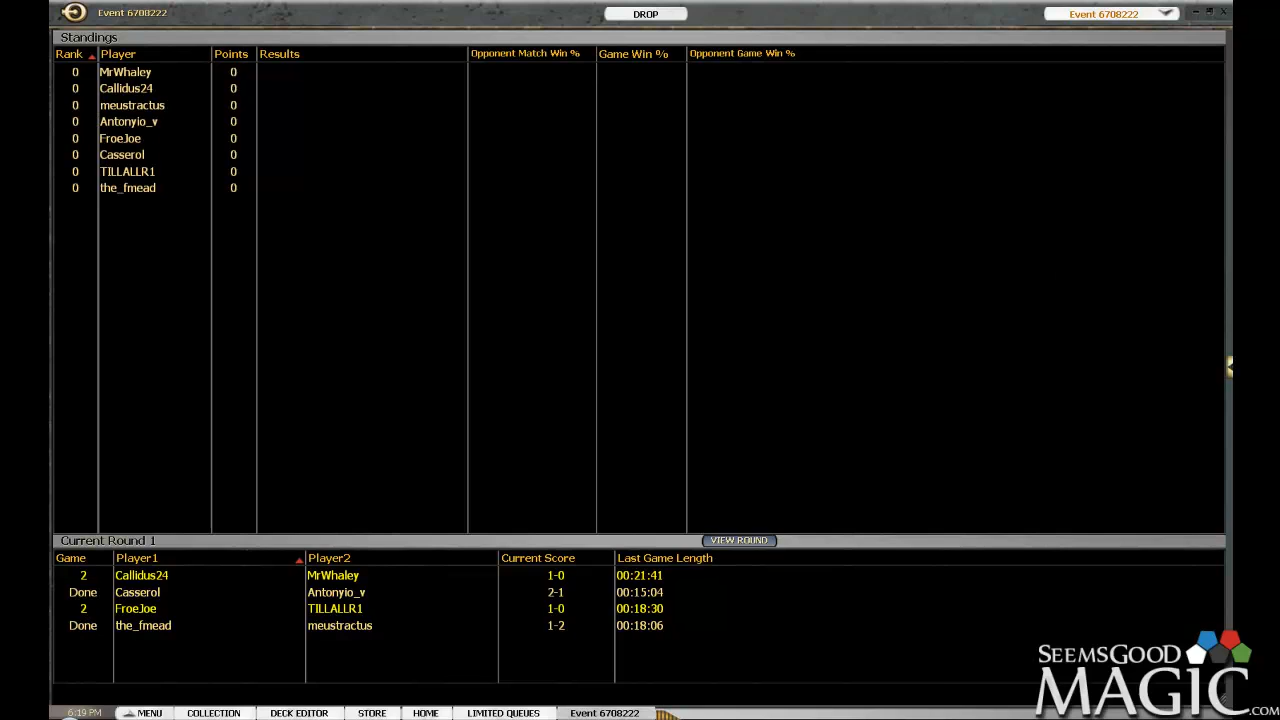 Event 6708222 DROP Event 6708222
Standings
Rank Player Points Results Opponent Match Win % Game Win % Opponent Game Win %
0 MrWhaley 0
0 Callidus24 0
0 meustractus 0
0 Antonyio_v 0
0 FroeJoe 0
0 Casserol 0
0 TILLALLR1 0
0 the_fmead 0
Current Round 1 VIEW ROUND
Game Player1 Player2 Current Score Last Game Length
2 Callidus24 MrWhaley 1-0 00:21:41
Done Casserol Antonyio_v 2-1 00:15:04
2 FroeJoe TILLALLR1 1-0 00:18:30
Done the_fmead meustractus 1-2 00:18:06
SEEMSGOOD
MAGIC.COM
6:19 PM MENU COLLECTION DECK EDITOR STORE HOME LIMITED QUEUES Event 6708222